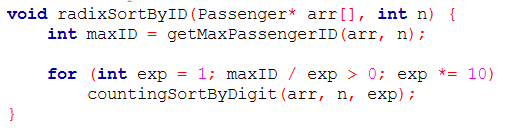 void radixSortByID(Passenger* arr[], int n) {
    int maxID = getMaxPassengerID(arr, n);

    for (int exp = 1; maxID / exp > 0; exp *= 10)
        countingSortByDigit(arr, n, exp);
}